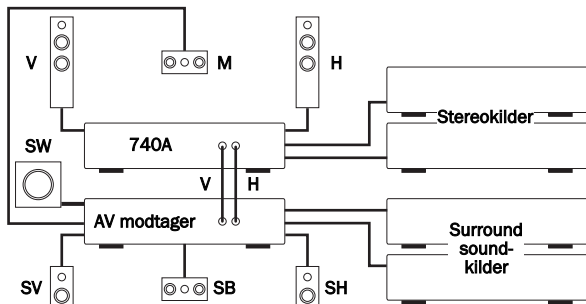 V
M
H
740A
Stereokilder
SW
V
H
AV modtager
Surround
sound-
kilder
SV
SB
SH